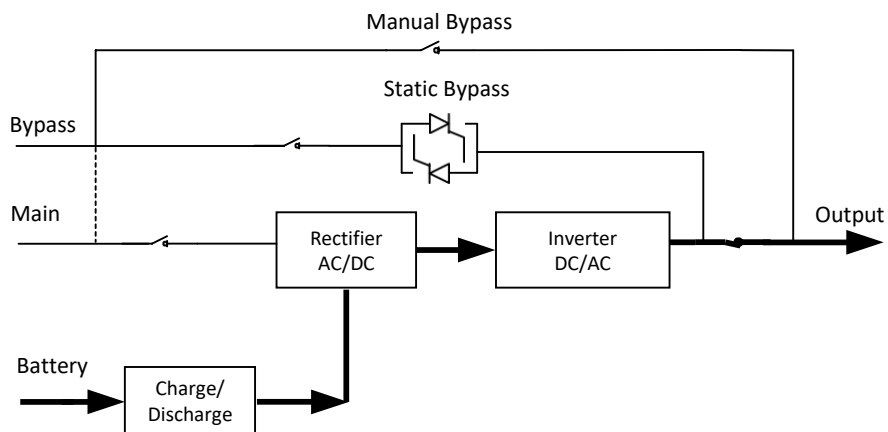 Manual Bypass
Static Bypass
Bypass
Main
Output
Rectifier
AC/DC
Inverter
DC/AC
Battery
Charge/
Discharge